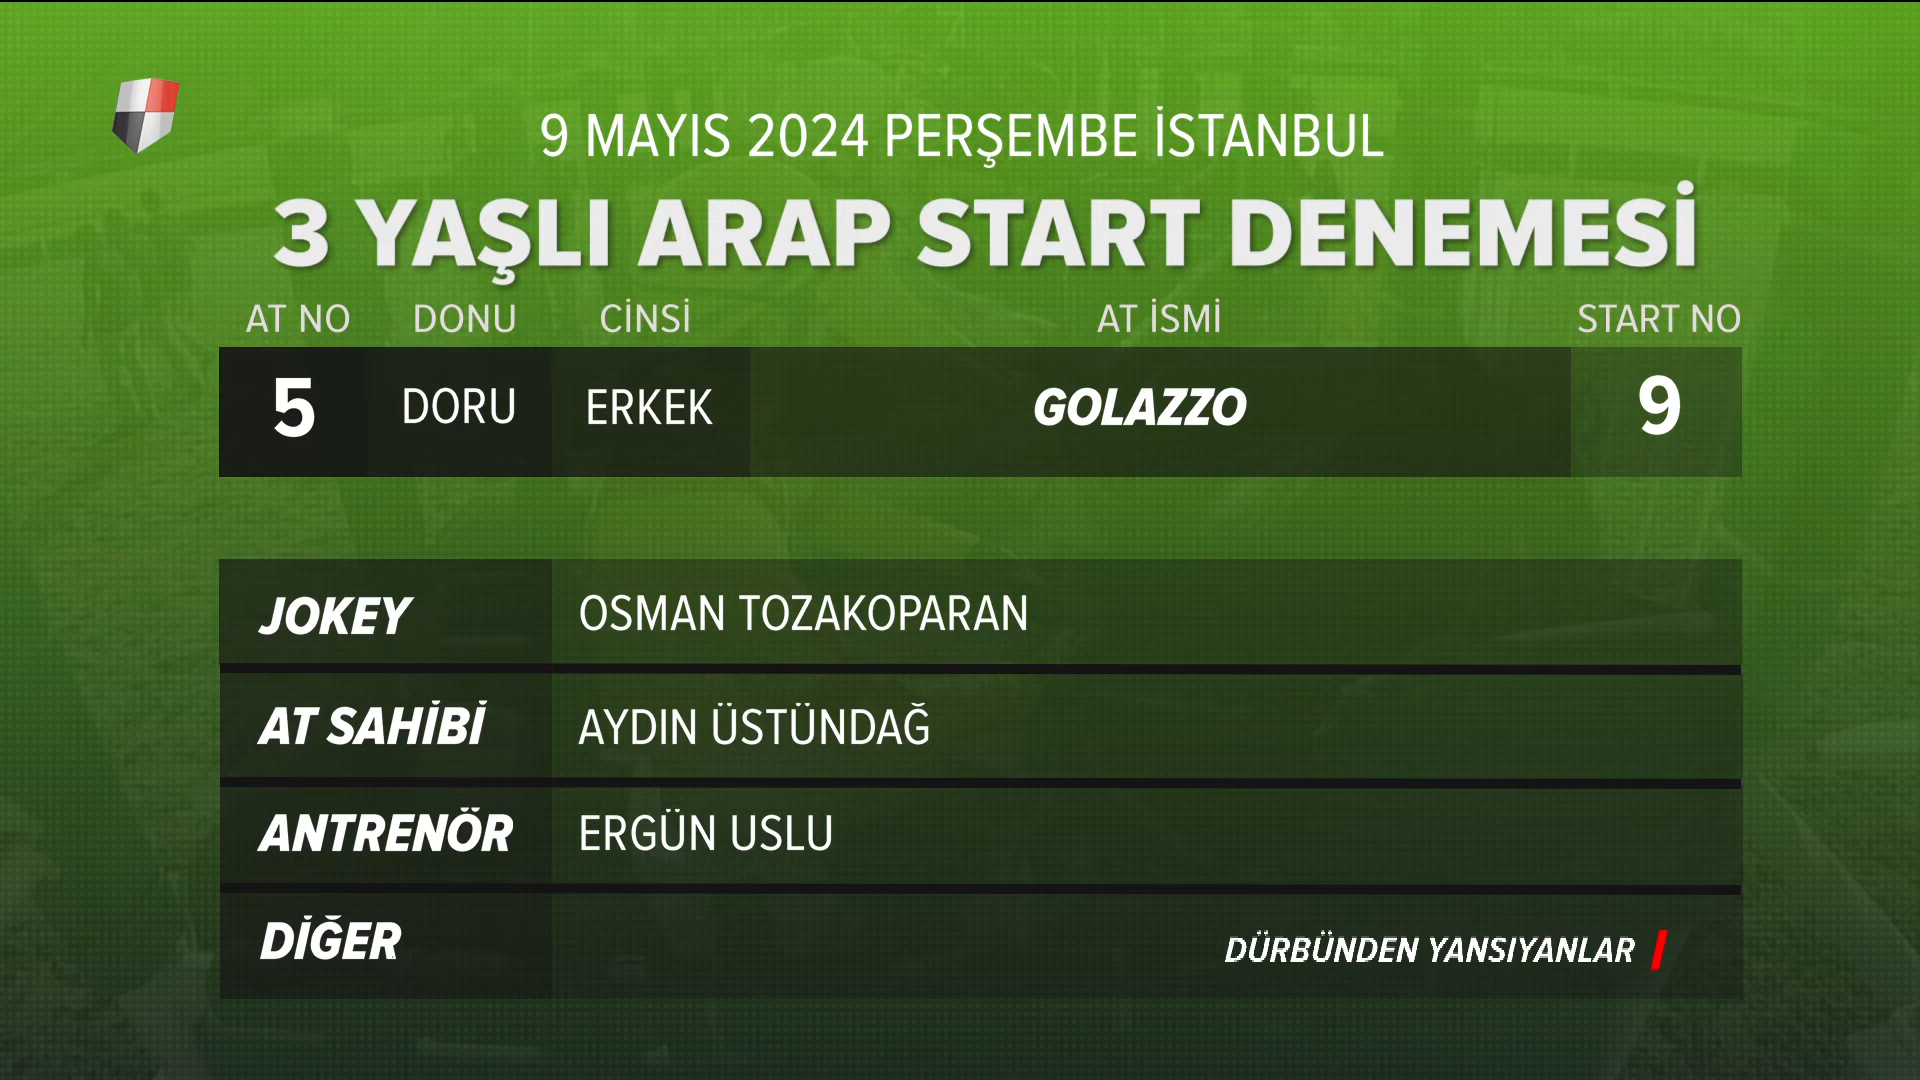 9 MAYIS 2024 PERŞEMBE İSTANBUL
3 YAŞLI ARAP START DENEMESİ
AT NO DONU CİNSİ AT İSMİ START NO
5 DORU ERKEK GOLAZZO 9
JOKEY OSMAN TOZAKOPARAN
AT SAHİBİ AYDIN ÜSTÜNDAĞ
ANTRENÖR ERGÜN USLU
DİĞER
DÜRBÜNDEN YANSIYANLAR